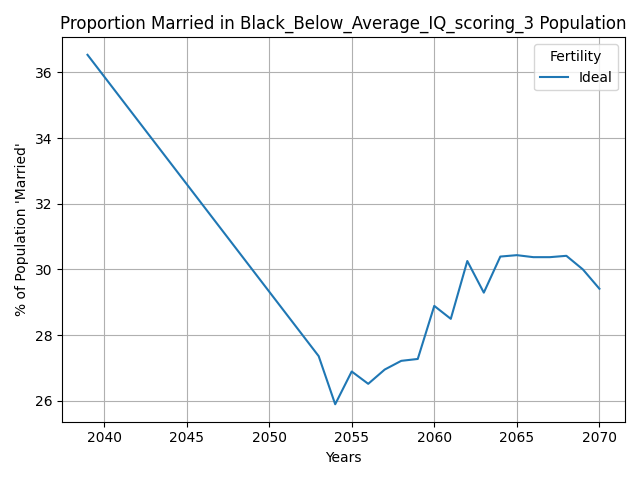 Proportion Married in Black_Below_Average_IQ_scoring_3 Population
Fertility
Ideal
% of Population 'Married'
36
34
32
30
28
26
2040
2045
2050
2055
2060
2065
2070
Years